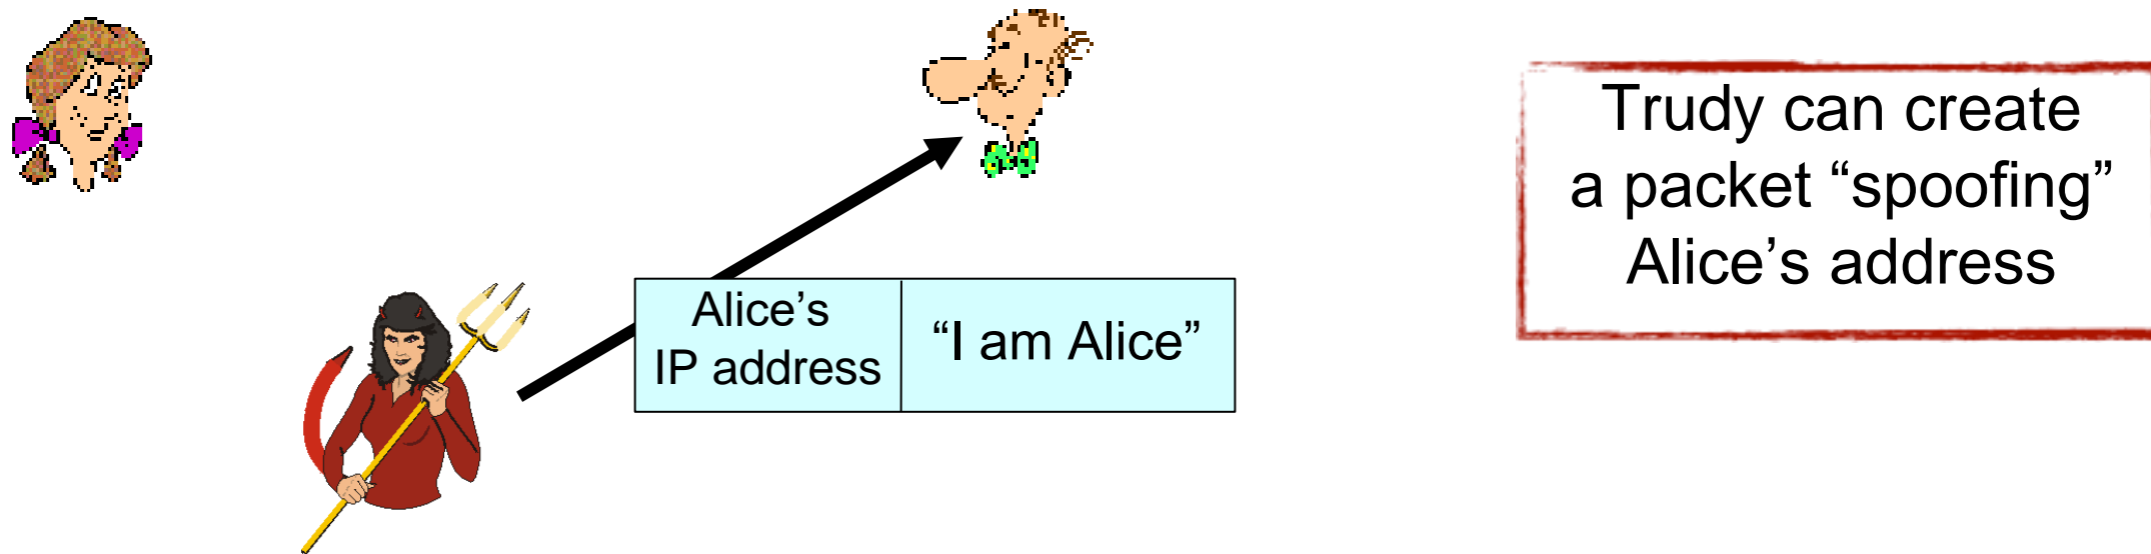 Alice’s
IP address
“I am Alice”
Trudy can create
a packet “spoofing”
Alice’s address